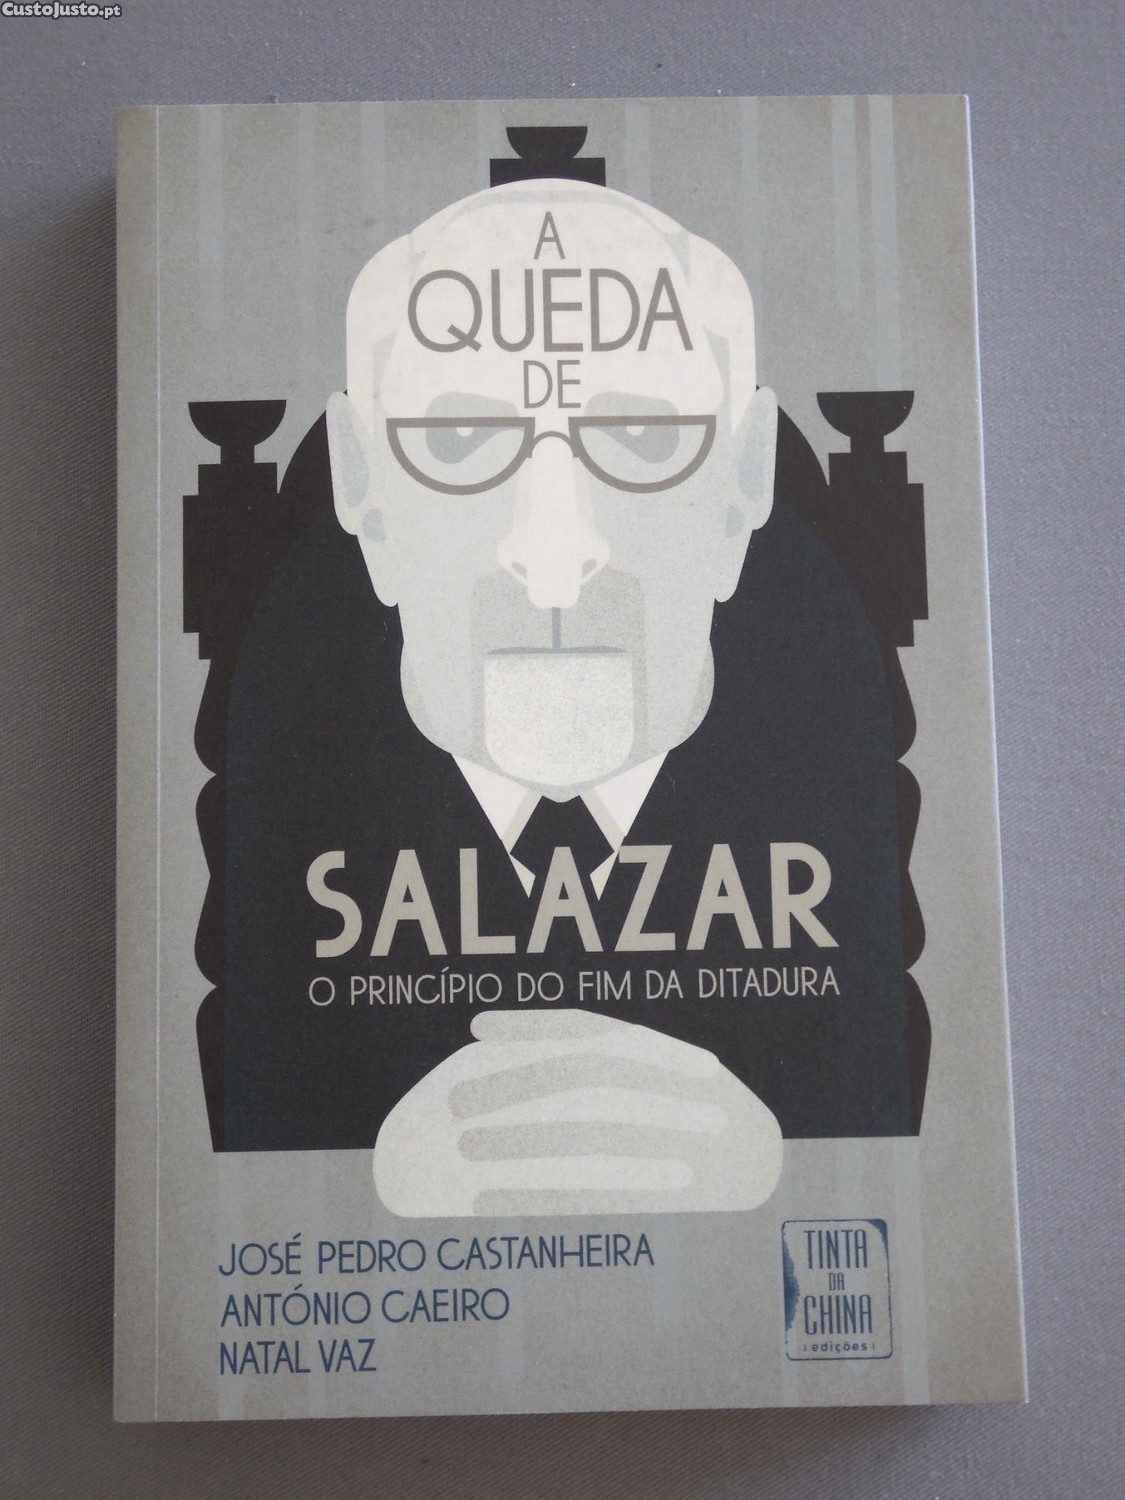 CustoJusto.pt
A
QUEDA
DE
SALAZAR
O PRINCÍPIO DO FIM DA DITADURA
JOSÉ PEDRO CASTANHEIRA
ANTÓNIO CAEIRO
NATAL VAZ
TINTA
DA
CHINA
edições